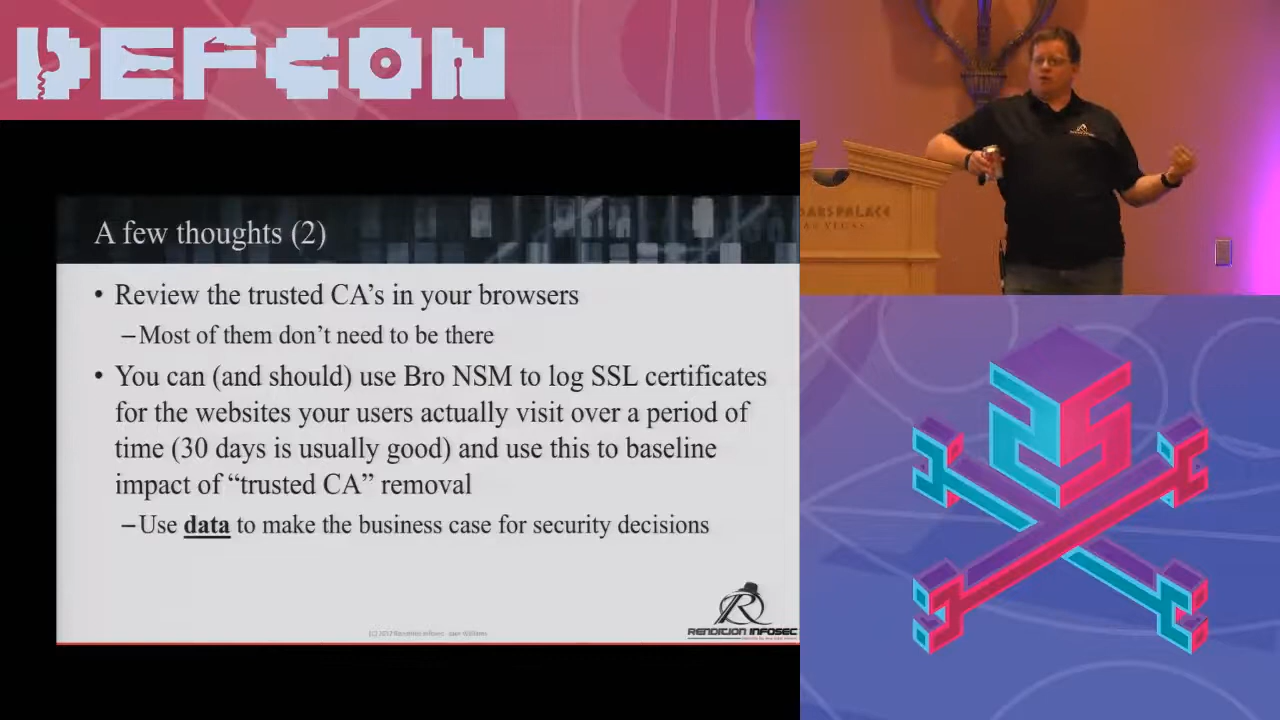 DEFCON
A few thoughts (2)
• Review the trusted CA's in your browsers
–Most of them don't need to be there
• You can (and should) use Bro NSM to log SSL certificates
for the websites your users actually visit over a period of
time (30 days is usually good) and use this to baseline
impact of “trusted CA” removal
–Use data to make the business case for security decisions
RENDITION INFOSEC
PALACE
25